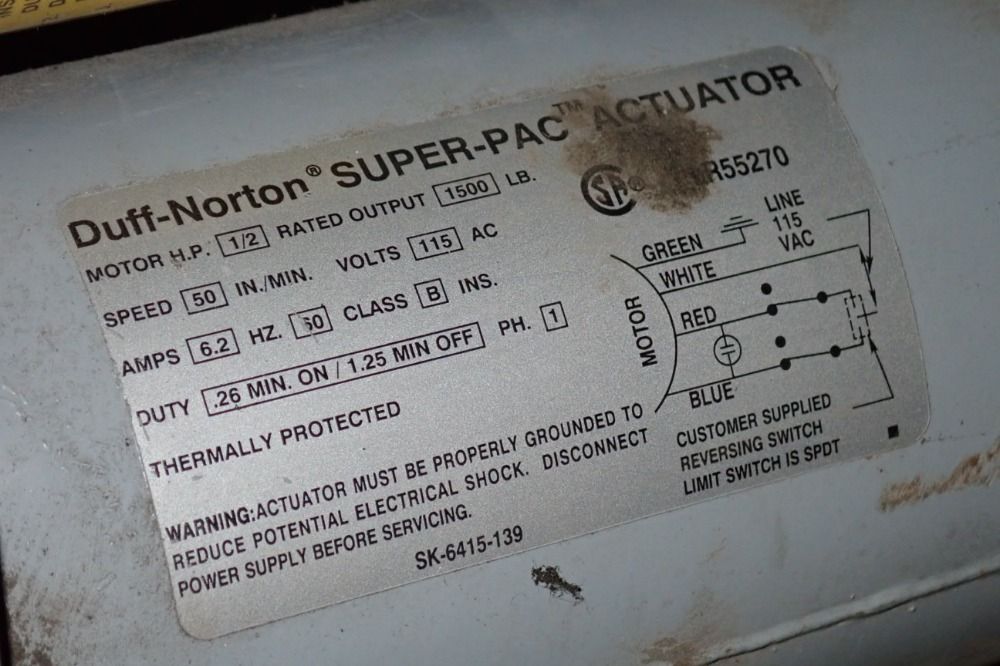 Duff-Norton® SUPER-PAC™ ACTUATOR
MOTOR H.P. 1/2 RATED OUTPUT 1500 LB.
SPEED 50 IN./MIN. VOLTS 115 AC
AMPS 6.2 HZ. 60 CLASS B INS.
DUTY .26 MIN. ON / 1.25 MIN OFF PH. 1
THERMALLY PROTECTED
WARNING:ACTUATOR MUST BE PROPERLY GROUNDED TO
REDUCE POTENTIAL ELECTRICAL SHOCK. DISCONNECT
POWER SUPPLY BEFORE SERVICING.
SK-6415-139
R55270
GREEN
LINE
115
VAC
WHITE
RED
MOTOR
BLUE
CUSTOMER SUPPLIED
REVERSING SWITCH
LIMIT SWITCH IS SPDT